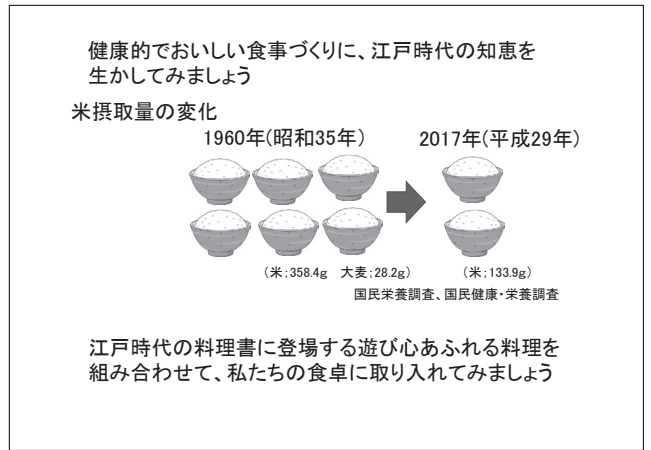 健康的でおいしい食事づくりに、江戸時代の知恵を
生かしてみましょう
米摂取量の変化
1960年(昭和35年)
2017年(平成29年)
(米;358.4g　大麦;28.2g)
(米;133.9g)
国民栄養調査、国民健康・栄養調査
江戸時代の料理書に登場する遊び心あふれる料理を
組み合わせて、私たちの食卓に取り入れてみましょう